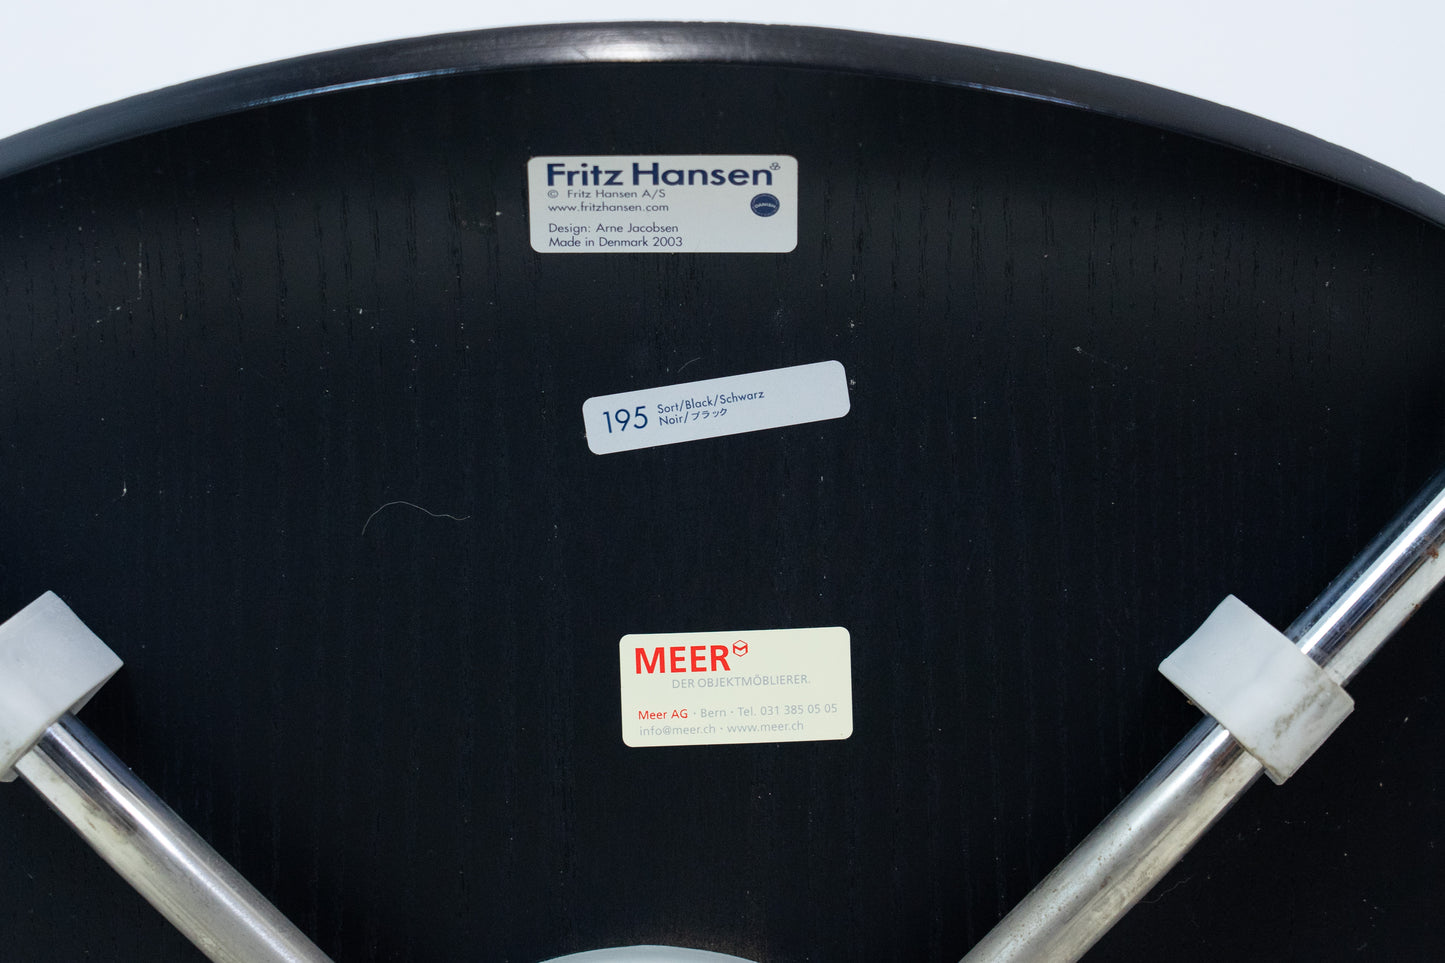 Fritz Hansen
© Fritz Hansen A/S
www.fritzhansen.com
DANISH
Design: Arne Jacobsen
Made in Denmark 2003
195 Sort/Black/Schwarz
Noir/ブラック
MEER
DER OBJEKTMÖBLIERER.
Meer AG · Bern · Tel. 031 385 05 05
info@meer.ch · www.meer.ch